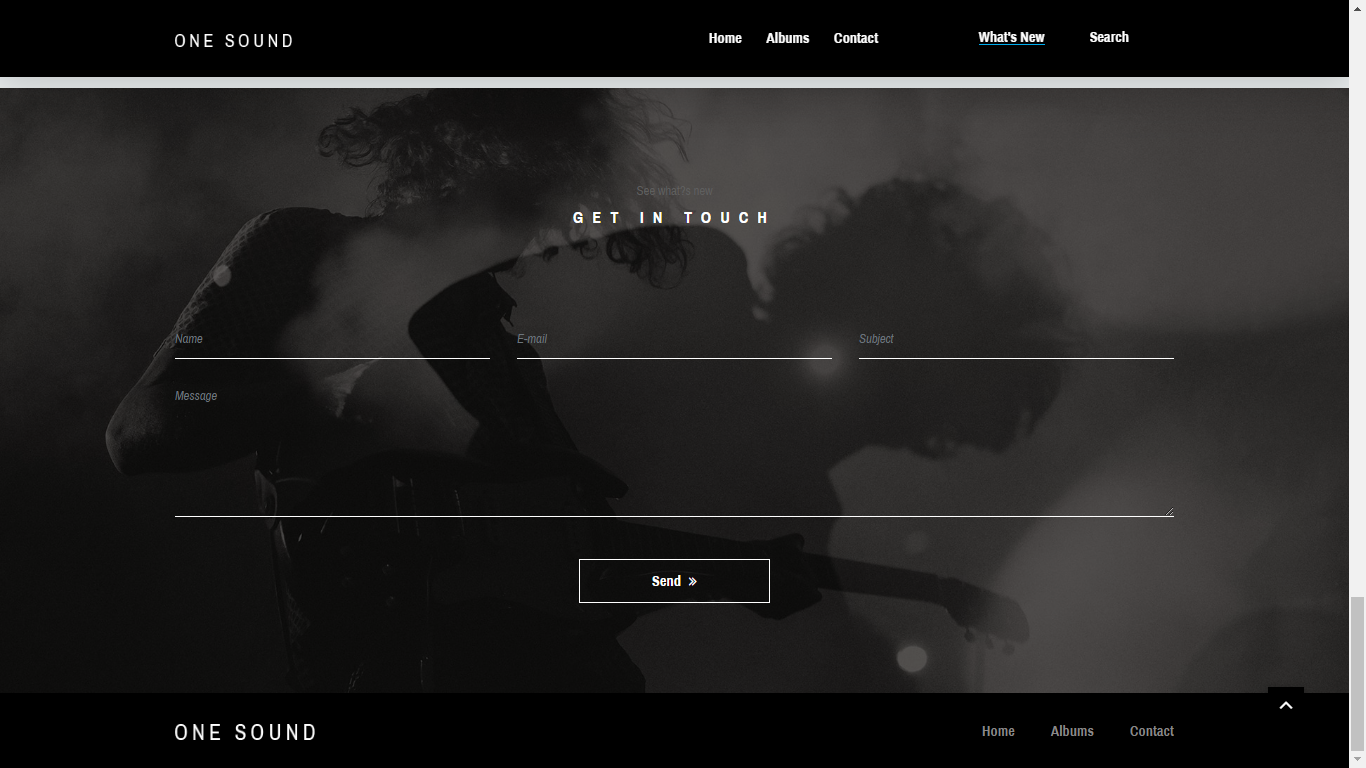 ONE SOUND
Home Albums Contact What's New Search
See what?s new
GET IN TOUCH
Name E-mail Subject
Message
Send »
ONE SOUND
Home Albums Contact